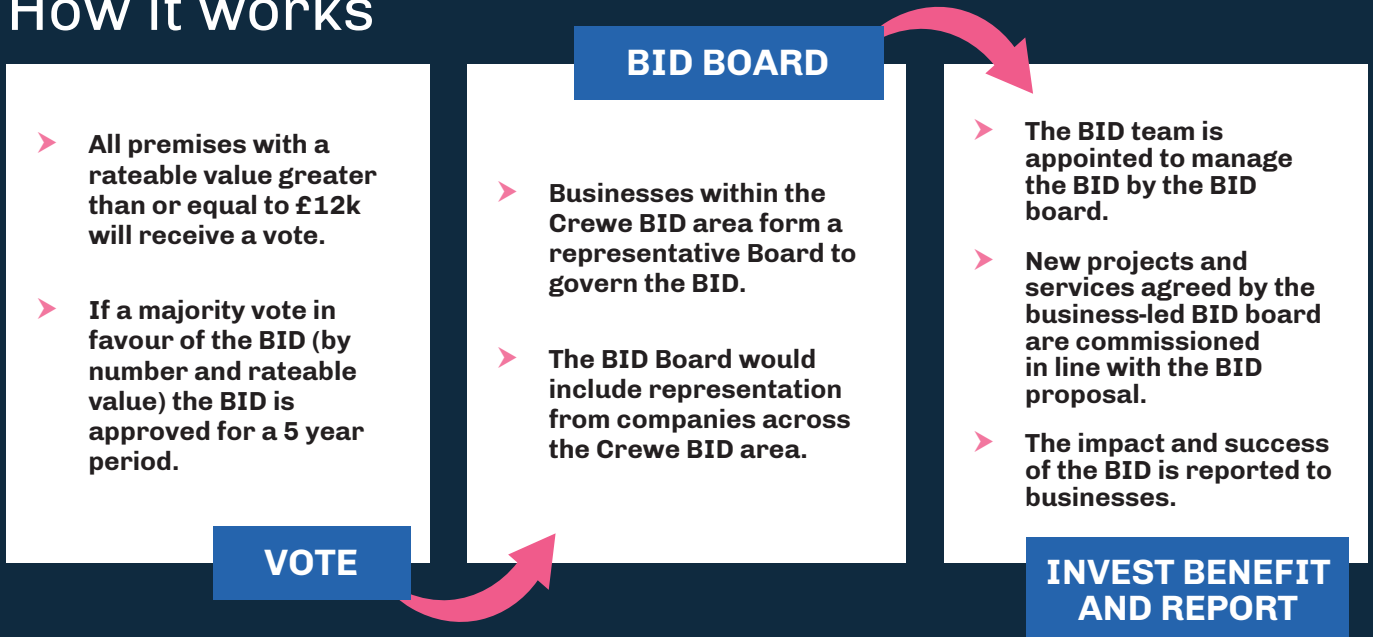 How it works
All premises with a
rateable value greater
than or equal to £12k
will receive a vote.
If a majority vote in
favour of the BID (by
number and rateable
value) the BID is
approved for a 5 year
period.
VOTE
BID BOARD
Businesses within the
Crewe BID area form a
representative Board to
govern the BID.
The BID Board would
include representation
from companies across
the Crewe BID area.
The BID team is
appointed to manage
the BID by the BID
board.
New projects and
services agreed by the
business-led BID board
are commissioned
in line with the BID
proposal.
The impact and success
of the BID is reported to
businesses.
INVEST BENEFIT
AND REPORT